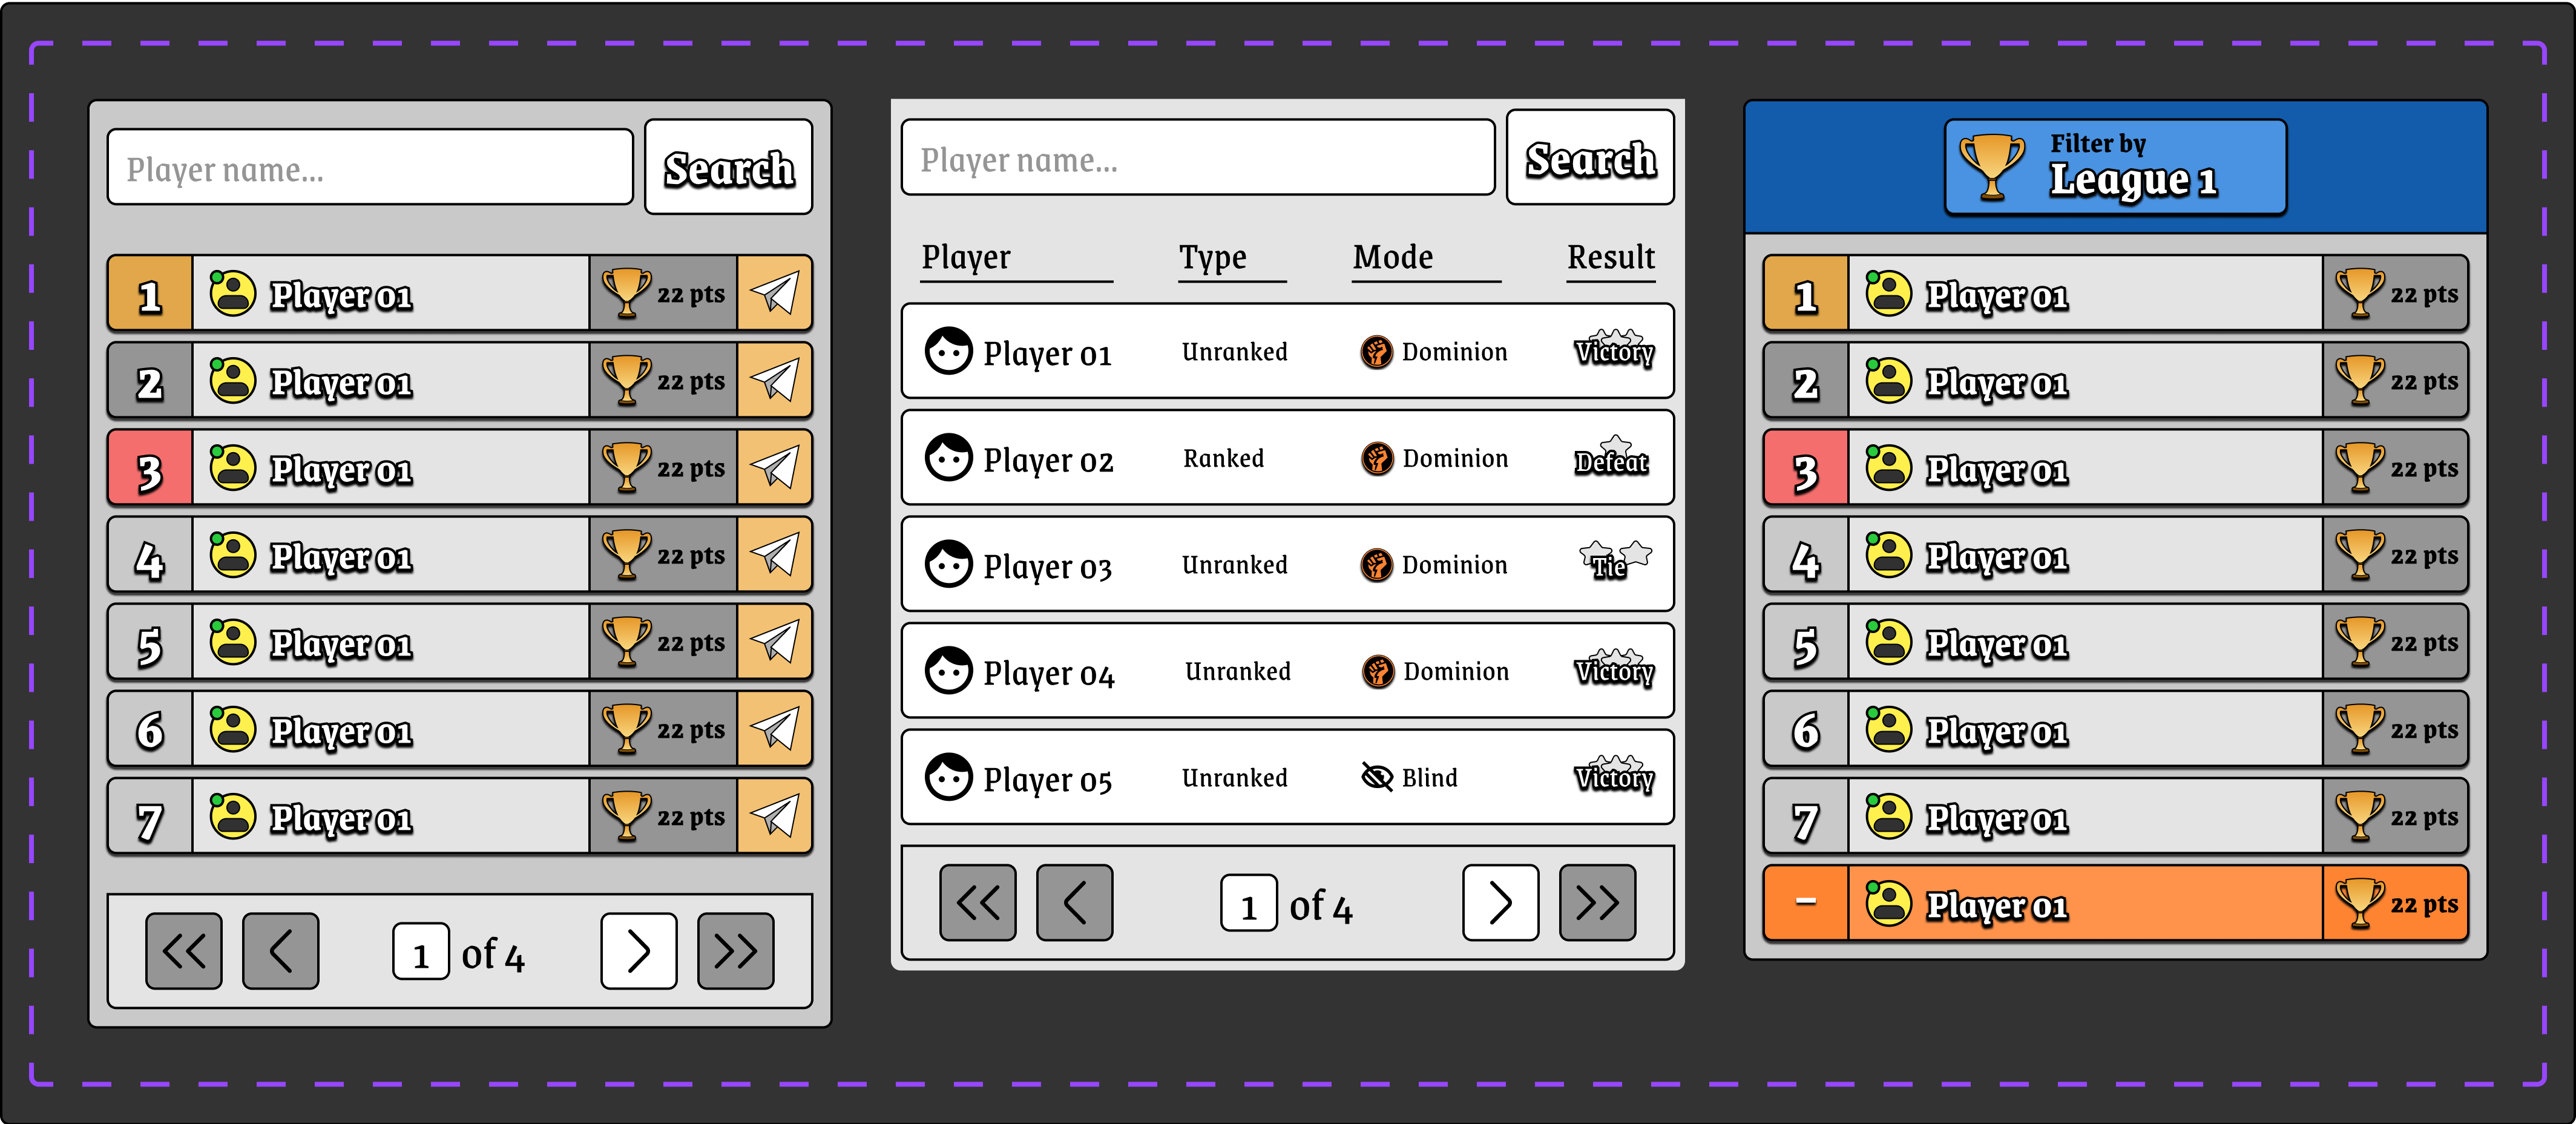 Player name...
Search
1 Player 01 22 pts
2 Player 01 22 pts
3 Player 01 22 pts
4 Player 01 22 pts
5 Player 01 22 pts
6 Player 01 22 pts
7 Player 01 22 pts
1 of 4
Player name...
Search
Player Type Mode Result
Player 01 Unranked Dominion Victory
Player 02 Ranked Dominion Defeat
Player 03 Unranked Dominion Tie
Player 04 Unranked Dominion Victory
Player 05 Unranked Blind Victory
1 of 4
Filter by
League 1
1 Player 01 22 pts
2 Player 01 22 pts
3 Player 01 22 pts
4 Player 01 22 pts
5 Player 01 22 pts
6 Player 01 22 pts
7 Player 01 22 pts
– Player 01 22 pts